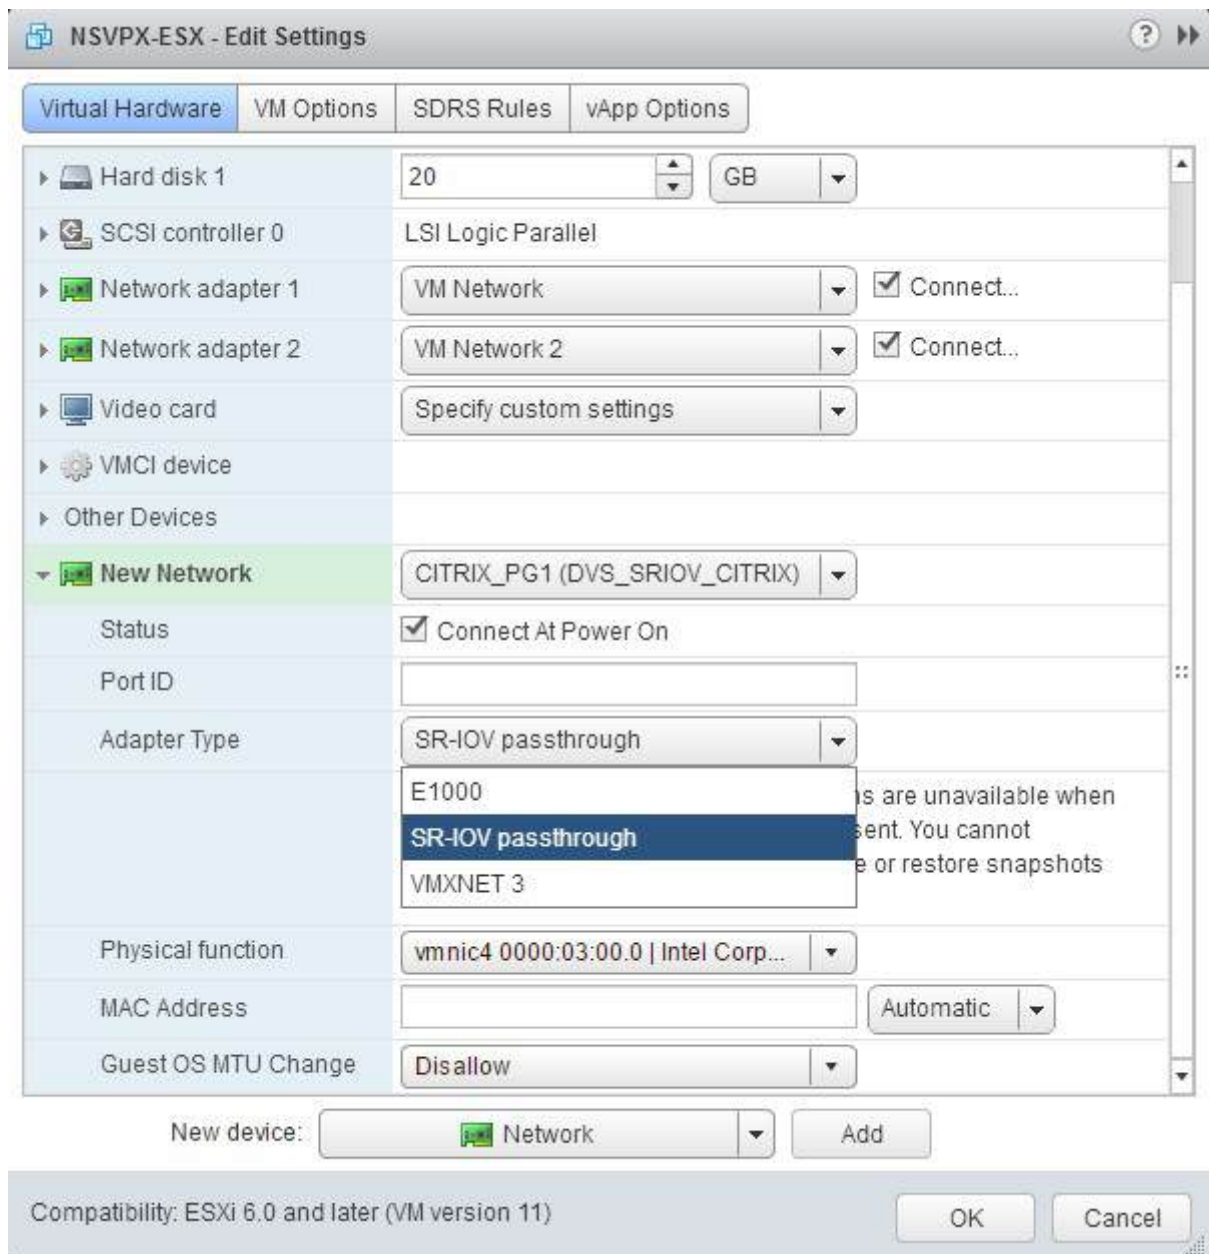 NSVPX-ESX - Edit Settings ?
Virtual Hardware VM Options SDRS Rules vApp Options
Hard disk 1 20 GB
SCSI controller 0 LSI Logic Parallel
Network adapter 1 VM Network Connect...
Network adapter 2 VM Network 2 Connect...
Video card Specify custom settings
VMCI device
Other Devices
New Network CITRIX_PG1 (DVS_SRIOV_CITRIX)
Status Connect At Power On
Port ID
Adapter Type SR-IOV passthrough
E1000 are unavailable when
SR-IOV passthrough You cannot
VMXNET 3 or restore snapshots
Physical function vmnic4 0000:03:00.0 | Intel Corp...
MAC Address Automatic
Guest OS MTU Change Disallow
New device: Network Add
Compatibility: ESXi 6.0 and later (VM version 11) OK Cancel